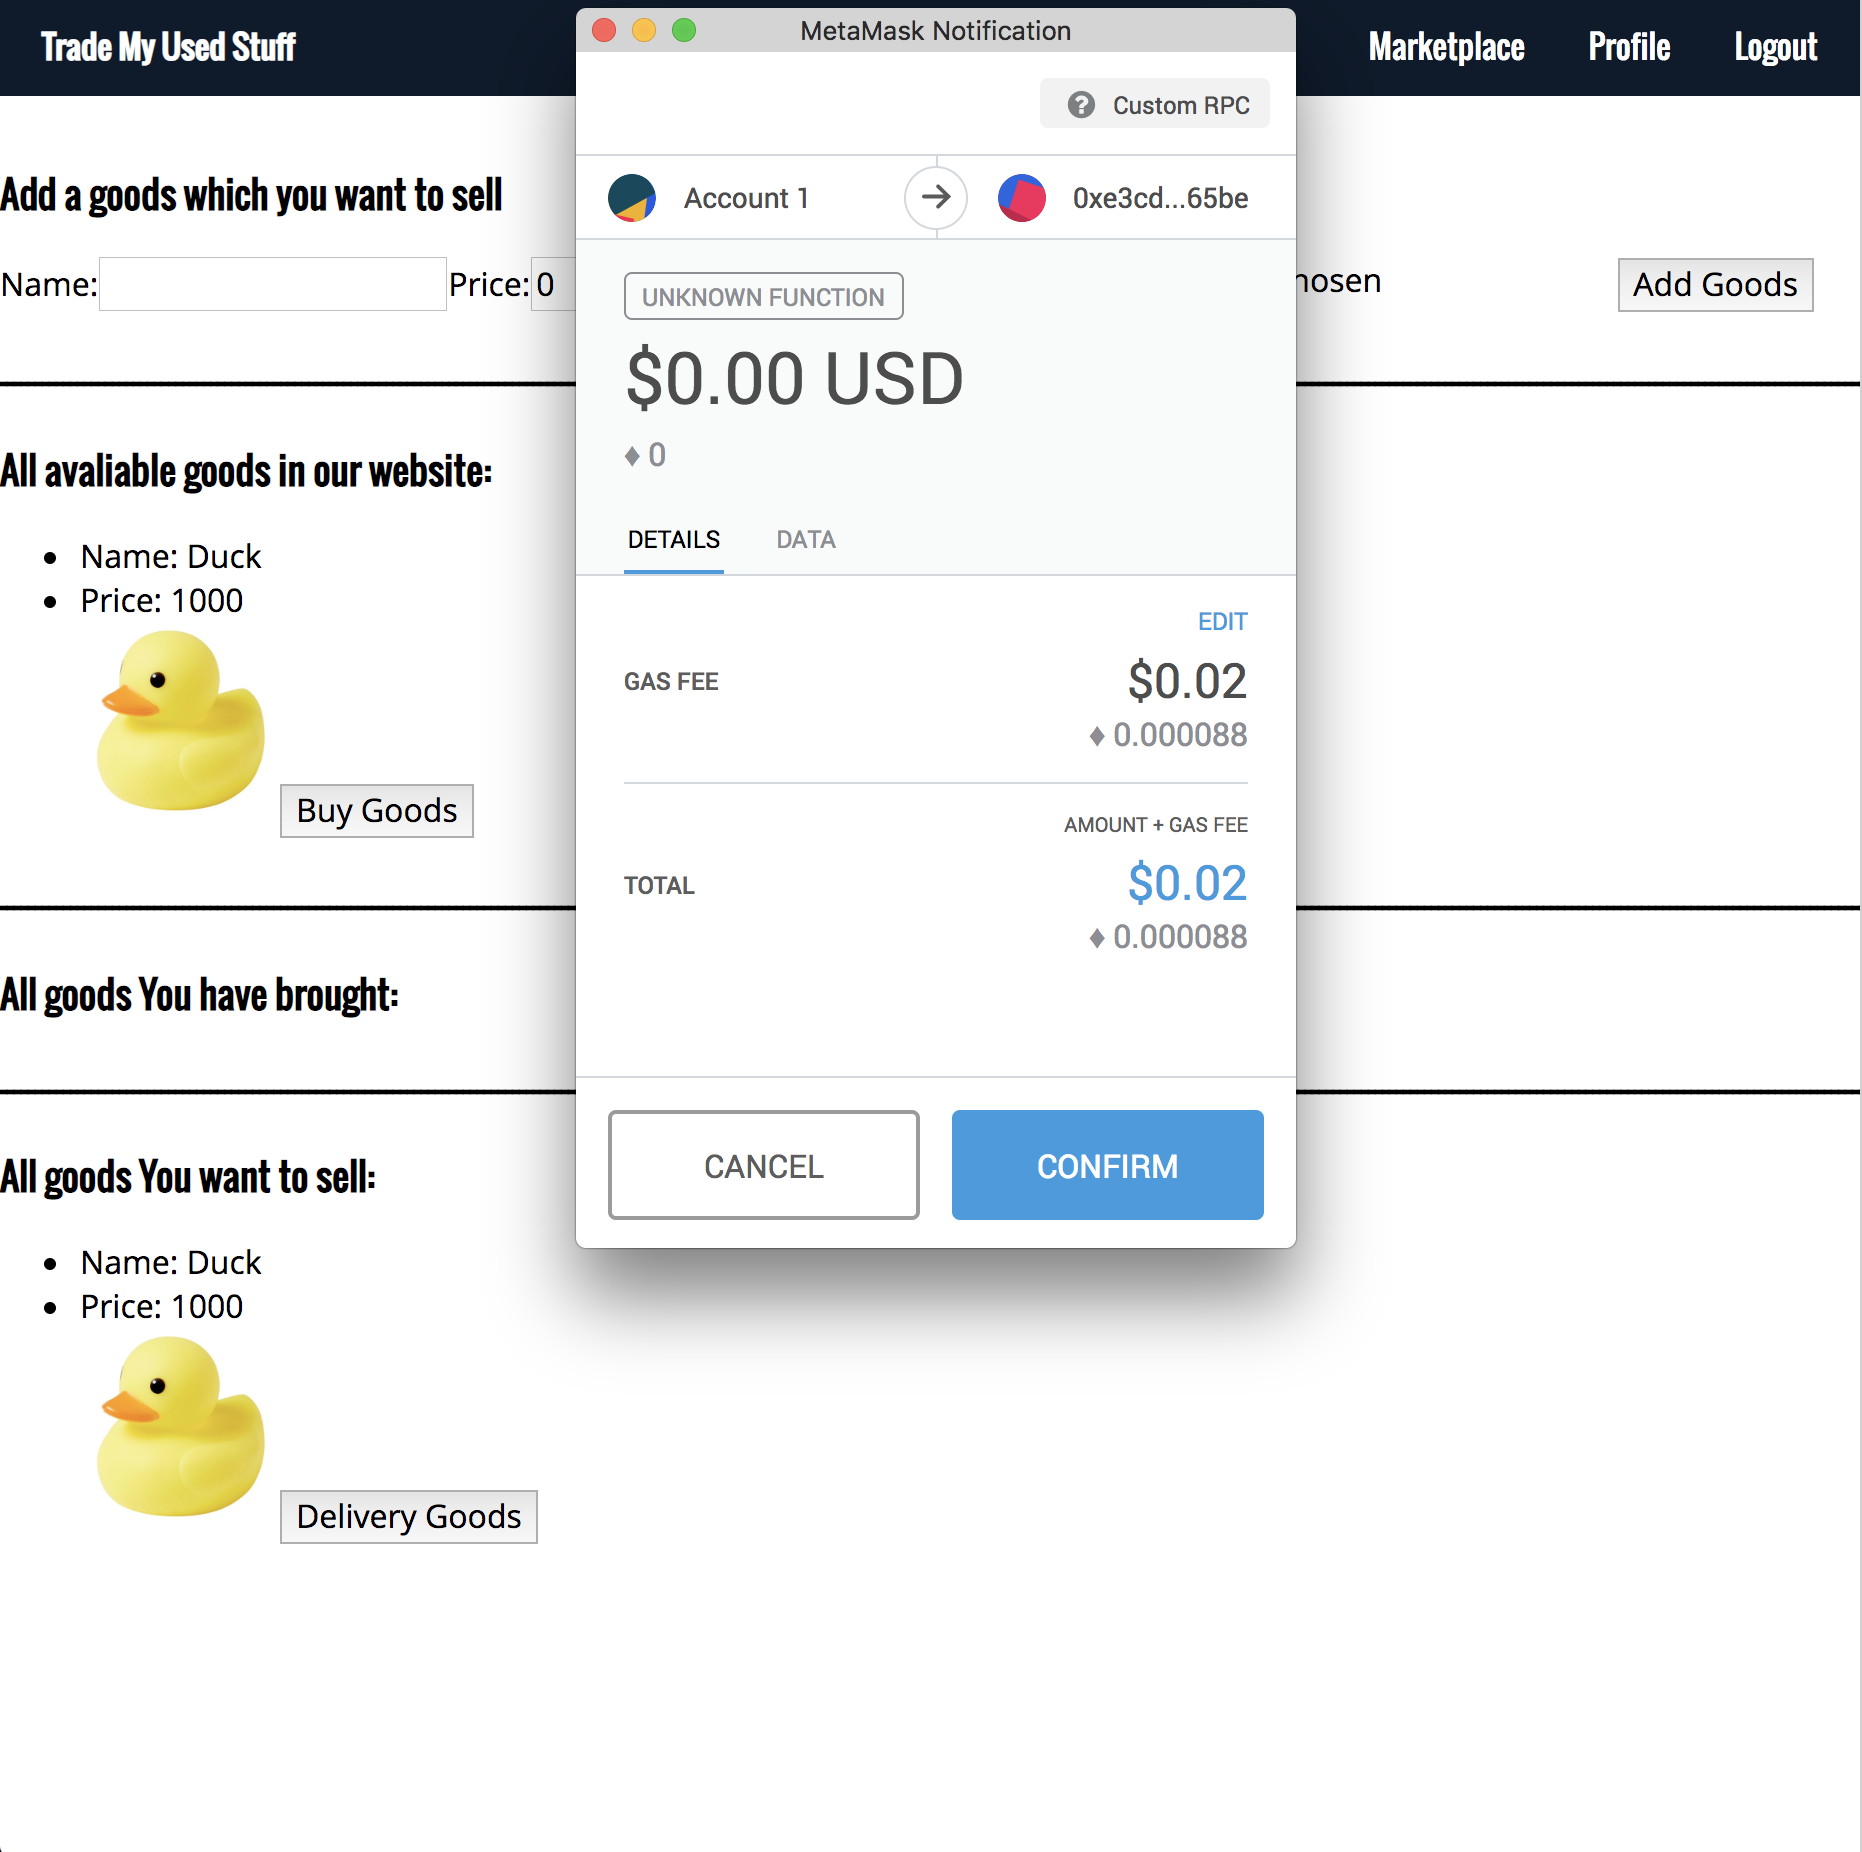 Trade My Used Stuff
Marketplace Profile Logout
MetaMask Notification
Custom RPC
Account 1
0xe3cd...65be
Add a goods which you want to sell
Name: Price: 0
Add Goods
UNKNOWN FUNCTION
$0.00 USD
♦ 0
DETAILS DATA
EDIT
GAS FEE $0.02
♦ 0.000088
AMOUNT + GAS FEE
TOTAL $0.02
♦ 0.000088
CANCEL CONFIRM
All avaliable goods in our website:
• Name: Duck
• Price: 1000
Buy Goods
All goods You have brought:
All goods You want to sell:
• Name: Duck
• Price: 1000
Delivery Goods